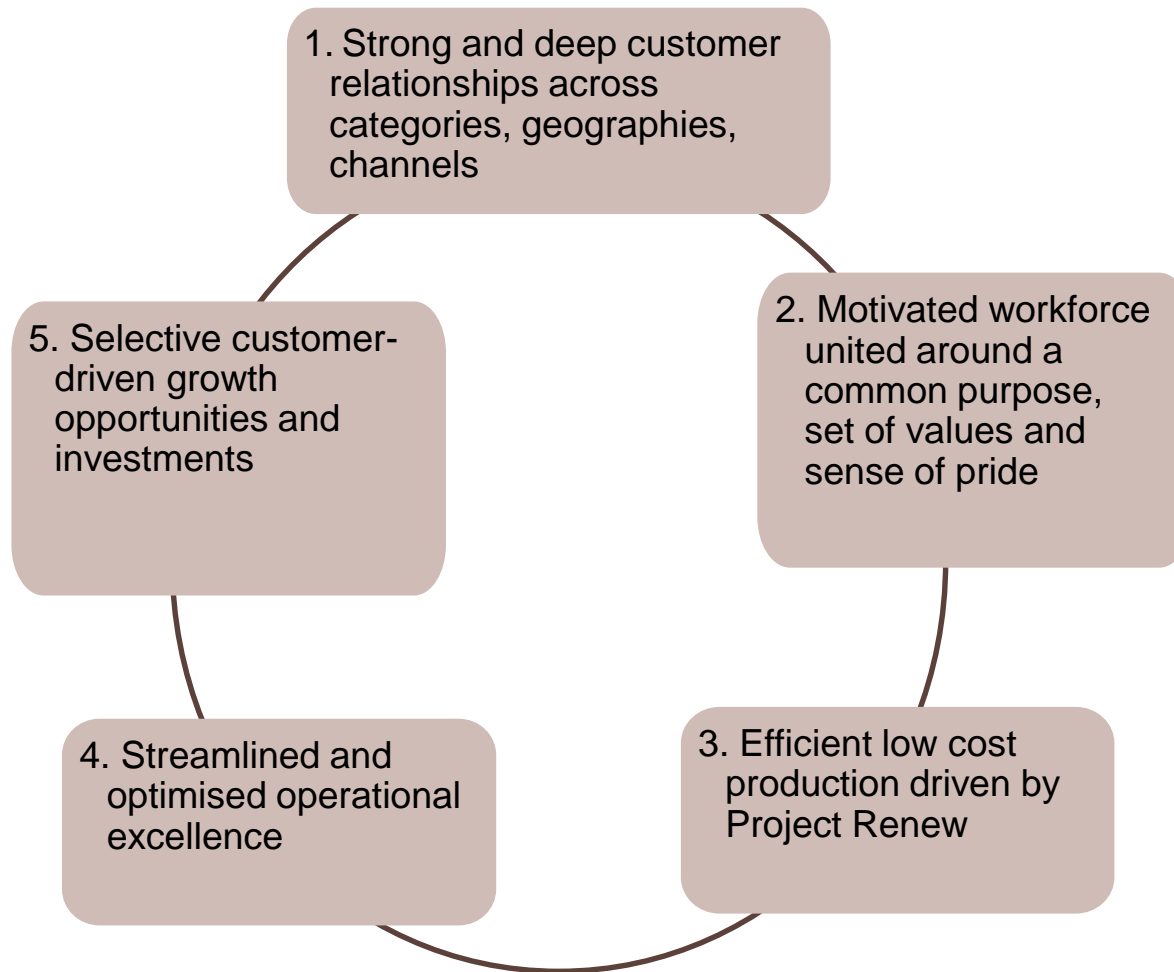 1. Strong and deep customer
relationships across
categories, geographies,
channels
2. Motivated workforce
united around a
common purpose,
set of values and
sense of pride
3. Efficient low cost
production driven by
Project Renew
4. Streamlined and
optimised operational
excellence
5. Selective customer-
driven growth
opportunities and
investments